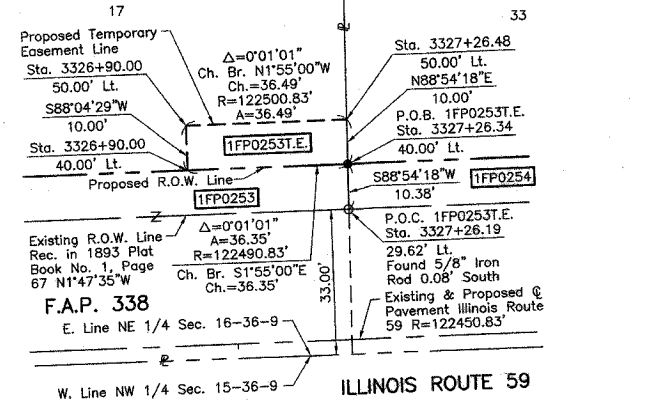 17
33
Proposed Temporary
Easement Line
Sta. 3326+90.00
50.00' Lt.
S88°04'29"W
10.00'
Sta. 3326+90.00
40.00' Lt.
Δ=0°01'01"
Ch. Br. N1°55'00"W
Ch.=36.49'
R=122500.83'
A=36.49'
1FP0253T.E.
Sta. 3327+26.48
50.00' Lt.
N88°54'18"E
10.00'
P.O.B. 1FP0253T.E.
Sta. 3327+26.34
40.00' Lt.
Proposed R.O.W. Line
1FP0253
S88°54'18"W
10.38'
1FP0254
Existing R.O.W. Line
Rec. in 1893 Plat
Book No. 1, Page
67 N1°47'35"W
Δ=0°01'01"
A=36.35'
R=122490.83'
Ch. Br. S1°55'00"E
Ch.=36.35'
33.00'
P.O.C. 1FP0253T.E.
Sta. 3327+26.19
29.62' Lt.
Found 5/8" Iron
Rod 0.08' South
Existing & Proposed ℄
Pavement Illinois Route
59 R=122450.83'
F.A.P. 338
E. Line NE 1/4 Sec. 16-36-9
W. Line NW 1/4 Sec. 15-36-9
ILLINOIS ROUTE 59